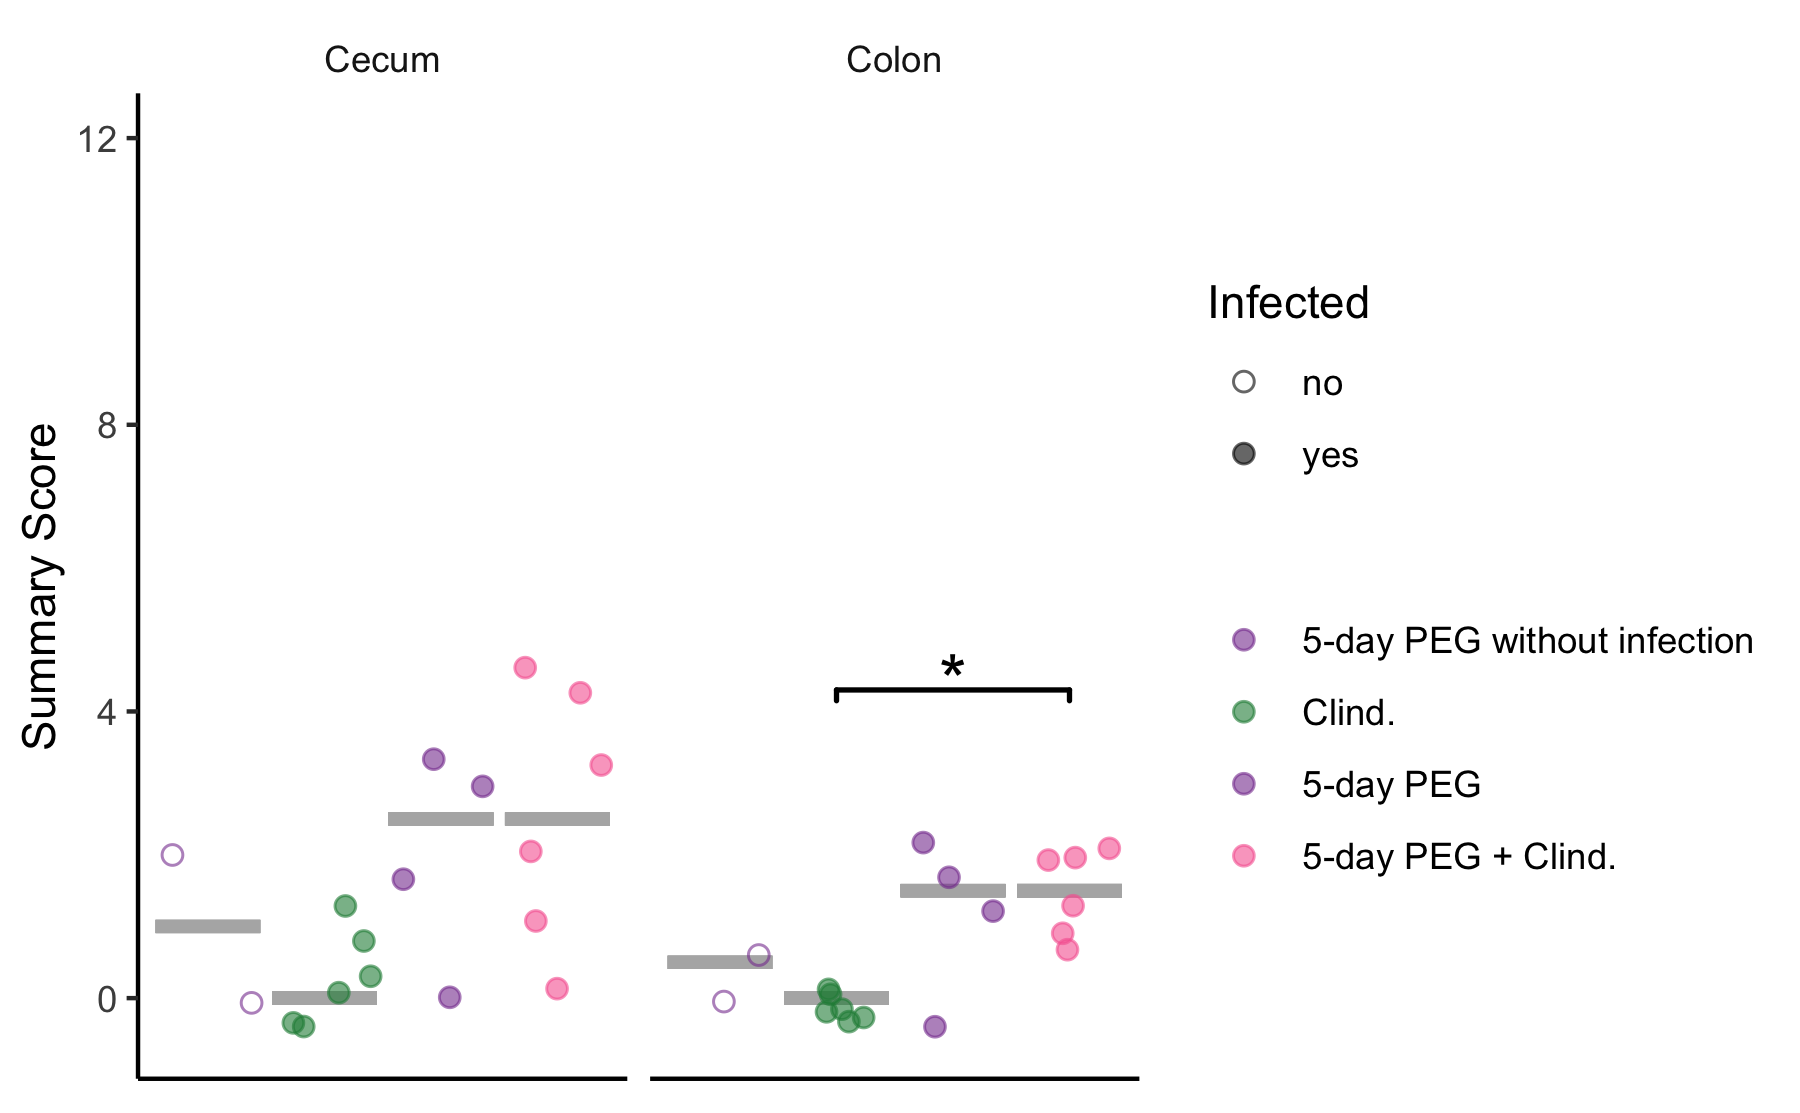 Cecum
Colon
12
8
4
0
Summary Score
*
Infected
no
yes
5-day PEG without infection
Clind.
5-day PEG
5-day PEG + Clind.